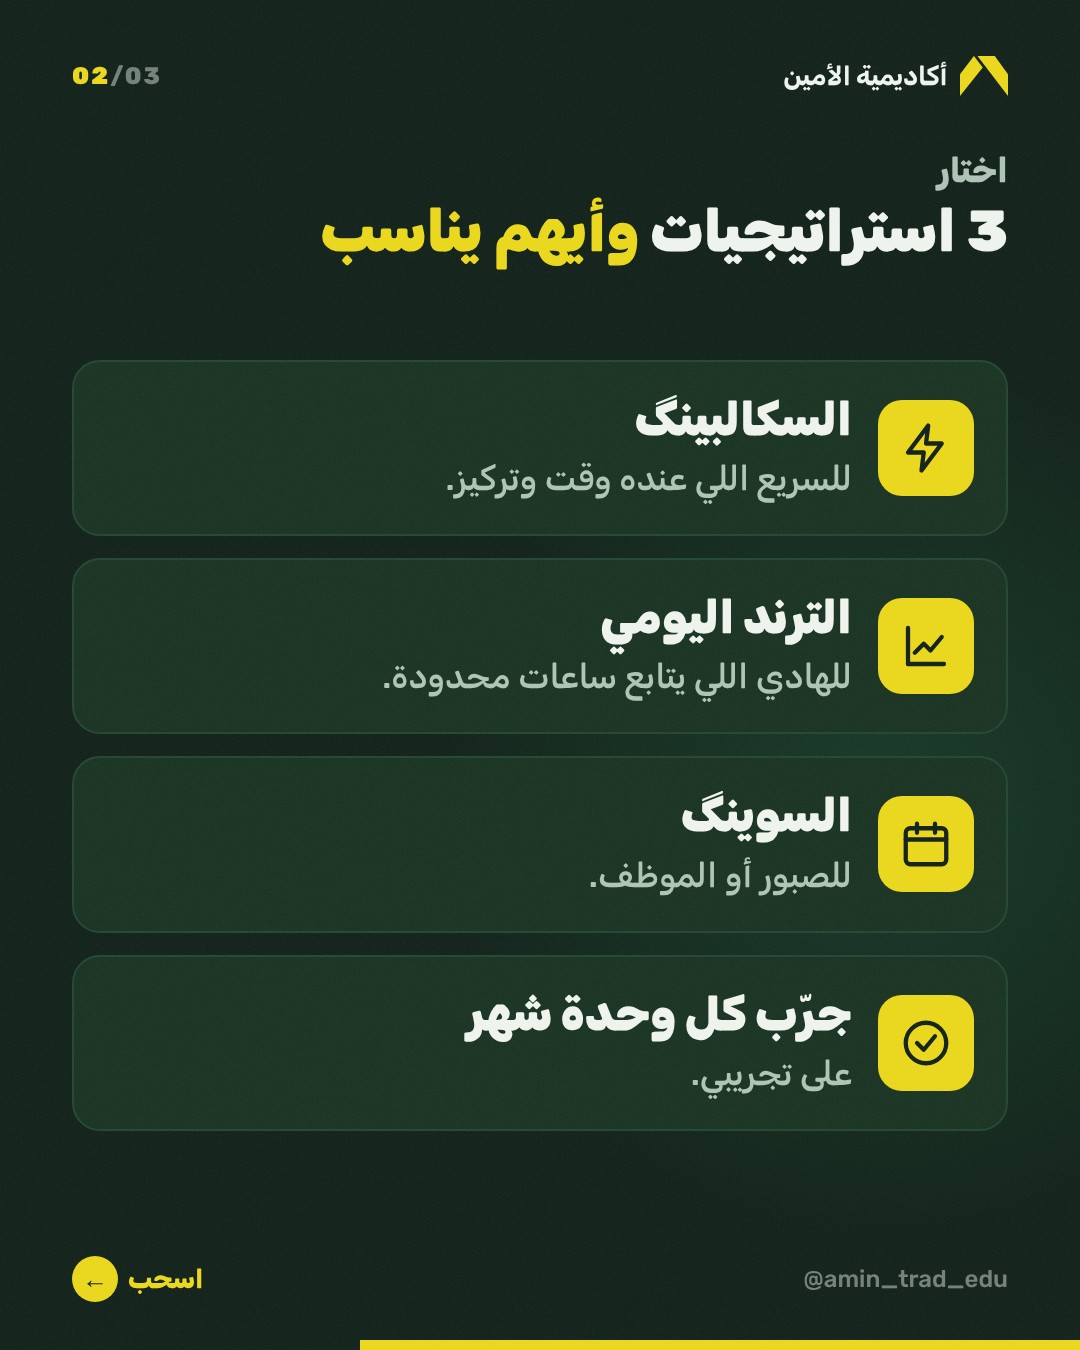 أكاديمية الأمين
02/03
اختار
3 استراتيجيات وأيهم يناسب
السكالبينگ
للسريع اللي عنده وقت وتركيز.
الترند اليومي
للهادي اللي يتابع ساعات محدودة.
السوينگ
للصبور أو الموظف.
جرّب كل وحدة شهر
على تجريبي.
@amin_trad_edu
اسحب ←